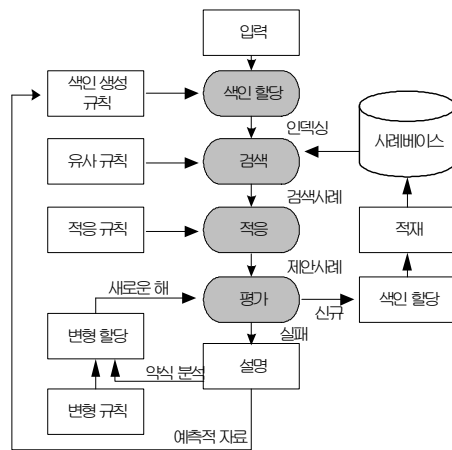 입력
색인 생성
규칙
색인 할당
인덱싱
사례베이스
유사 규칙
검색
검색사례
적응 규칙
적응
적재
제안사례
새로운 해
평가
신규
색인 할당
변형 할당
실패
약식 분석
설명
변형 규칙
예측적 자료